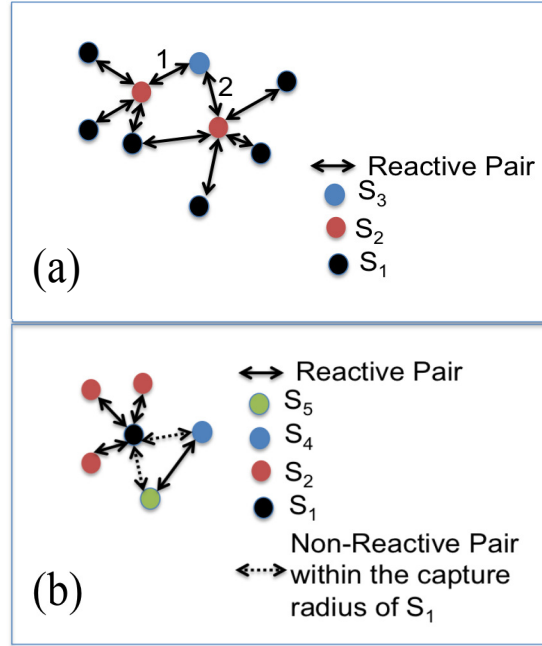 1
2
Reactive Pair
S₃
S₂
S₁
(a)
Reactive Pair
S₅
S₄
S₂
S₁
Non-Reactive Pair
within the capture
radius of S₁
(b)